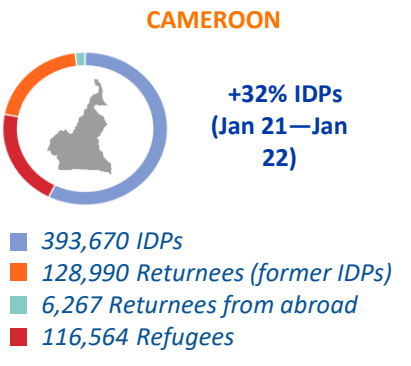 CAMEROON
+32% IDPs
(Jan 21—Jan
22)
393,670 IDPs
128,990 Returnees (former IDPs)
6,267 Returnees from abroad
116,564 Refugees